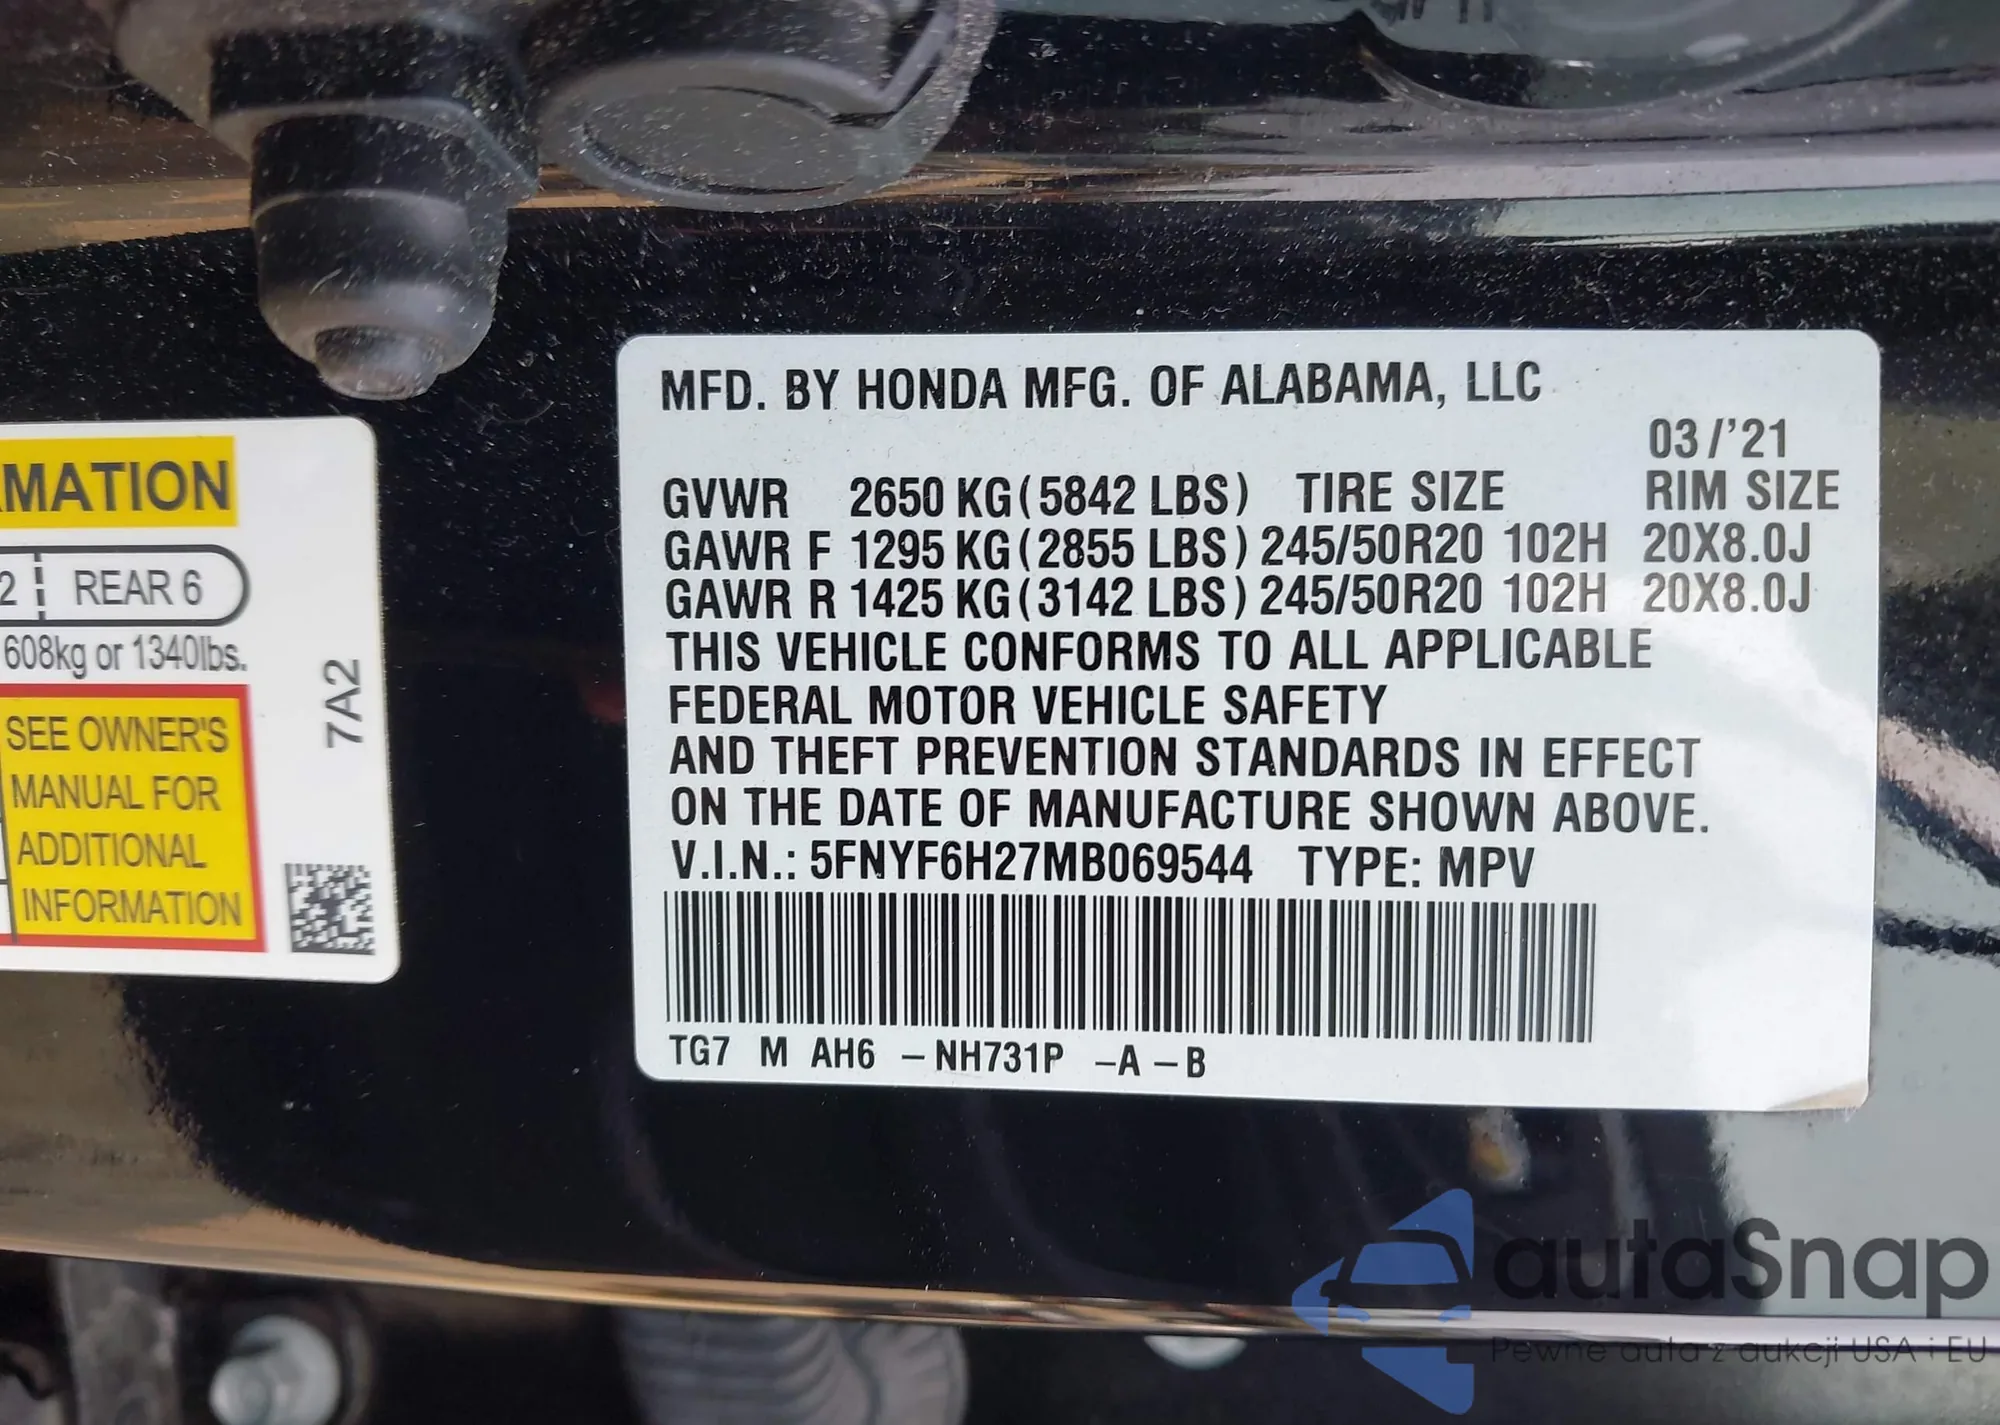 MFD. BY HONDA MFG. OF ALABAMA, LLC
03/'21
GVWR 2650 KG(5842 LBS) TIRE SIZE RIM SIZE
GAWR F 1295 KG(2855 LBS) 245/50R20 102H 20X8.0J
GAWR R 1425 KG(3142 LBS) 245/50R20 102H 20X8.0J
THIS VEHICLE CONFORMS TO ALL APPLICABLE
FEDERAL MOTOR VEHICLE SAFETY
AND THEFT PREVENTION STANDARDS IN EFFECT
ON THE DATE OF MANUFACTURE SHOWN ABOVE.
V.I.N.: 5FNYF6H27MB069544 TYPE: MPV
TG7 M AH6 -NH731P -A-B
MATION
2 REAR 6
608kg or 1340lbs.
SEE OWNER'S
MANUAL FOR
ADDITIONAL
INFORMATION
7A2
autaSnap
Pewne auta z aukcji USA i EU